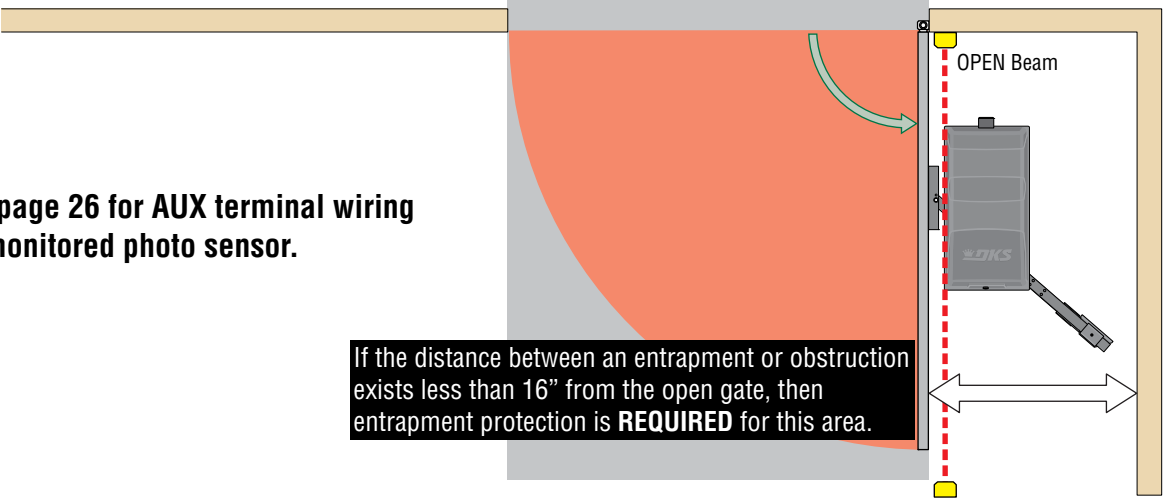 OPEN Beam
page 26 for AUX terminal wiring
monitored photo sensor.
DKS
If the distance between an entrapment or obstruction
exists less than 16” from the open gate, then
entrapment protection is REQUIRED for this area.